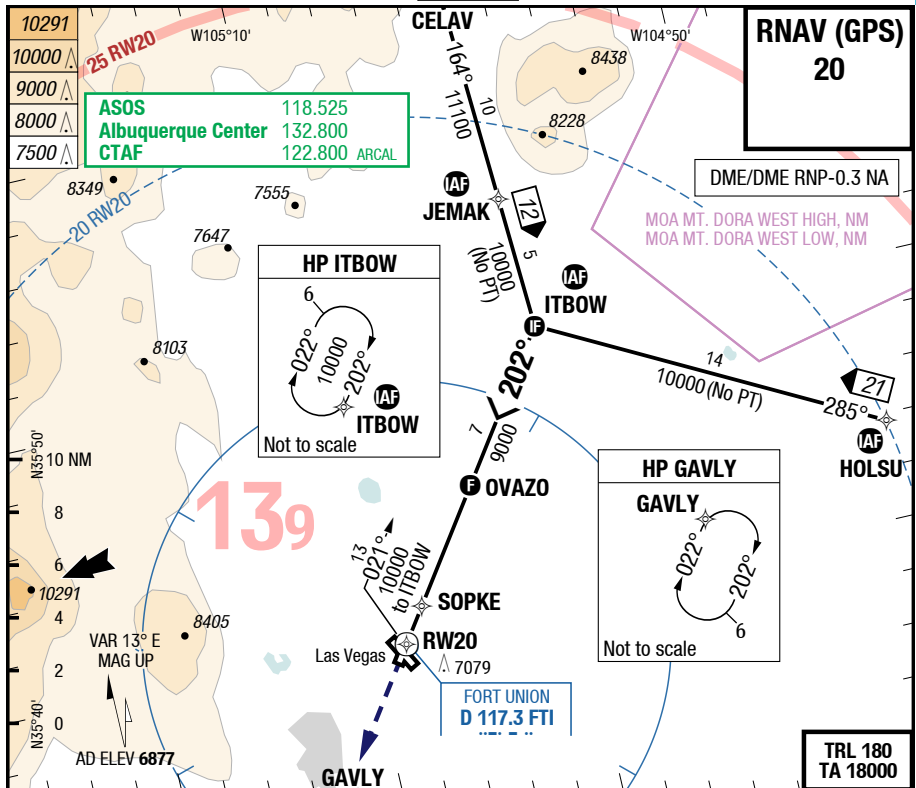 CELAV
10291
10000
9000
8000
7500
25 RW20
W105°10'
W104°50'
RNAV (GPS)
20
ASOS 118.525
Albuquerque Center 132.800
CTAF 122.800 ARCAL
164°
10
11100
8438
8228
8349
20 RW20
7555
7647
IAF
JEMAK
12
5
10000
(No PT)
DME/DME RNP-0.3 NA
MOA MT. DORA WEST HIGH, NM
MOA MT. DORA WEST LOW, NM
HP ITBOW
6
022°
10000
202°
IAF
ITBOW
Not to scale
IAF
ITBOW
IF
202°
8103
14
10000 (No PT)
285°
21
IAF
HOLSU
7
9000
F OVAZO
N35°50'
10 NM
8
6
4
2
0
N35°40'
139
10291
8405
HP GAVLY
GAVLY
022°
202°
6
Not to scale
13
021°
10000
to ITBOW
SOPKE
RW20
Las Vegas
7079
VAR 13° E
MAG UP
AD ELEV 6877
FORT UNION
D 117.3 FTI
GAVLY
TRL 180
TA 18000